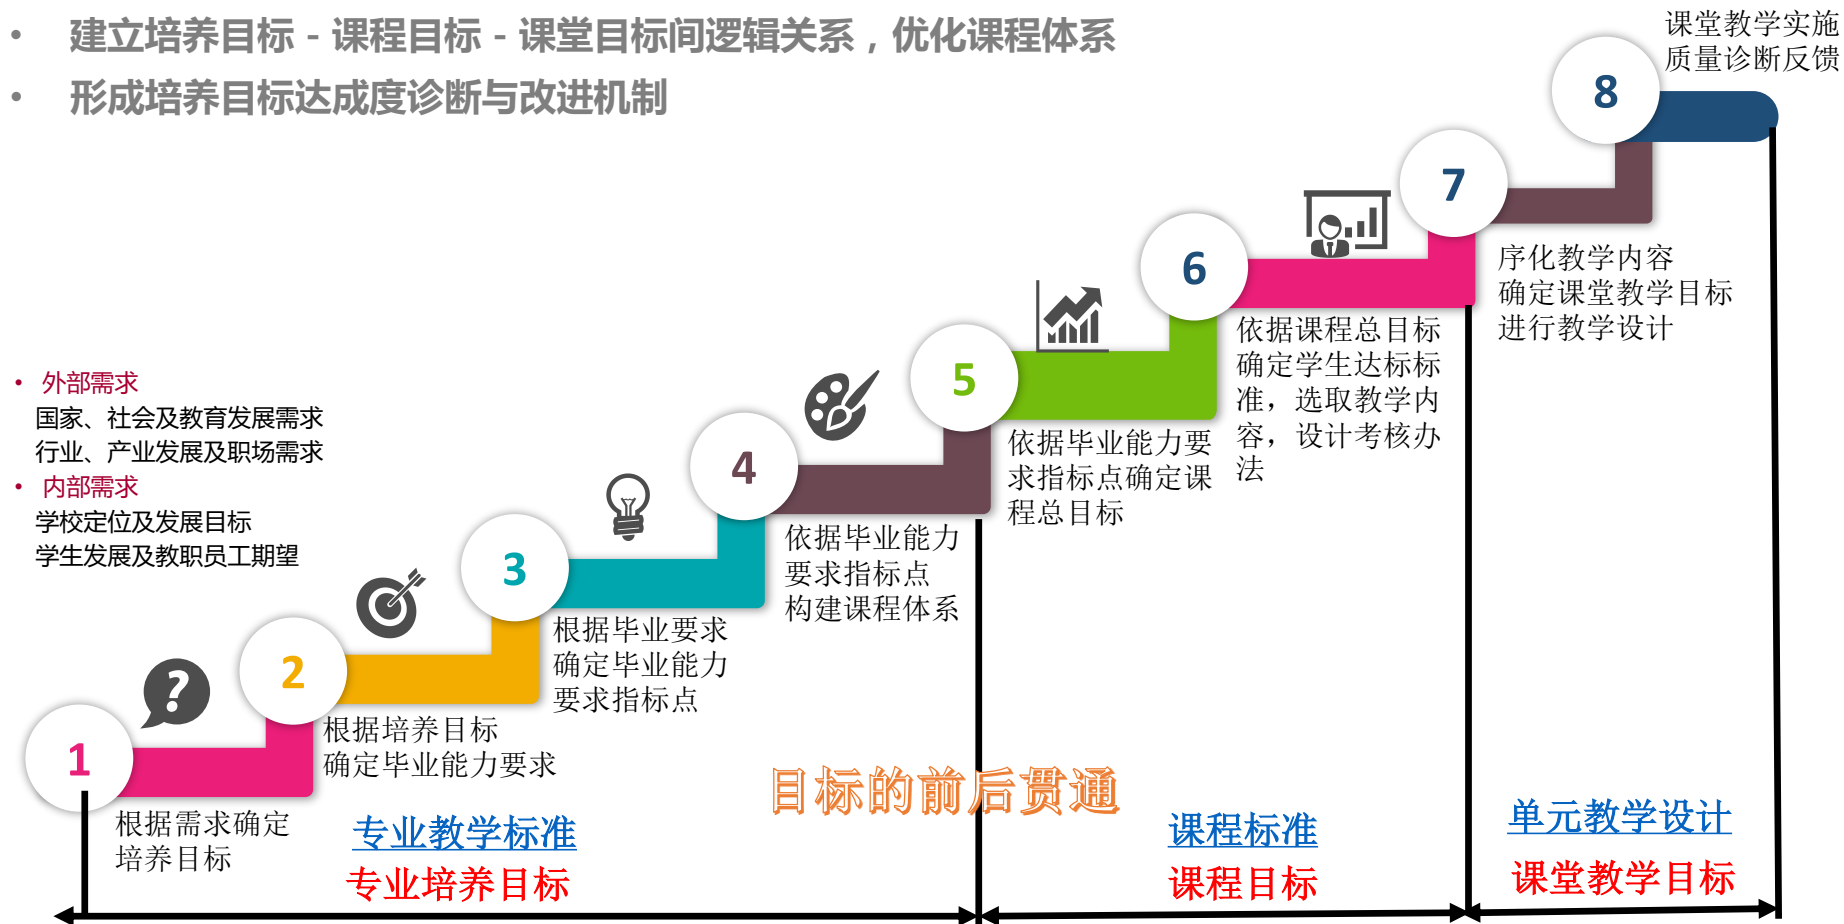 • 建立培养目标 - 课程目标 - 课堂目标间逻辑关系，优化课程体系
• 形成培养目标达成度诊断与改进机制
课堂教学实施
质量诊断反馈
8
7
序化教学内容
确定课堂教学目标
进行教学设计
6
依据课程总目标
确定学生达标标
准，选取教学内
容，设计考核办
法
5
依据毕业能力要
求指标点确定课
程总目标
• 外部需求
国家、社会及教育发展需求
行业、产业发展及职场需求
• 内部需求
学校定位及发展目标
学生发展及教职员工期望
4
依据毕业能力
要求指标点
构建课程体系
3
根据毕业要求
确定毕业能力
要求指标点
2
根据培养目标
确定毕业能力要求
?
1
根据需求确定
培养目标
目标的前后贯通
专业教学标准
专业培养目标
课程标准
课程目标
单元教学设计
课堂教学目标